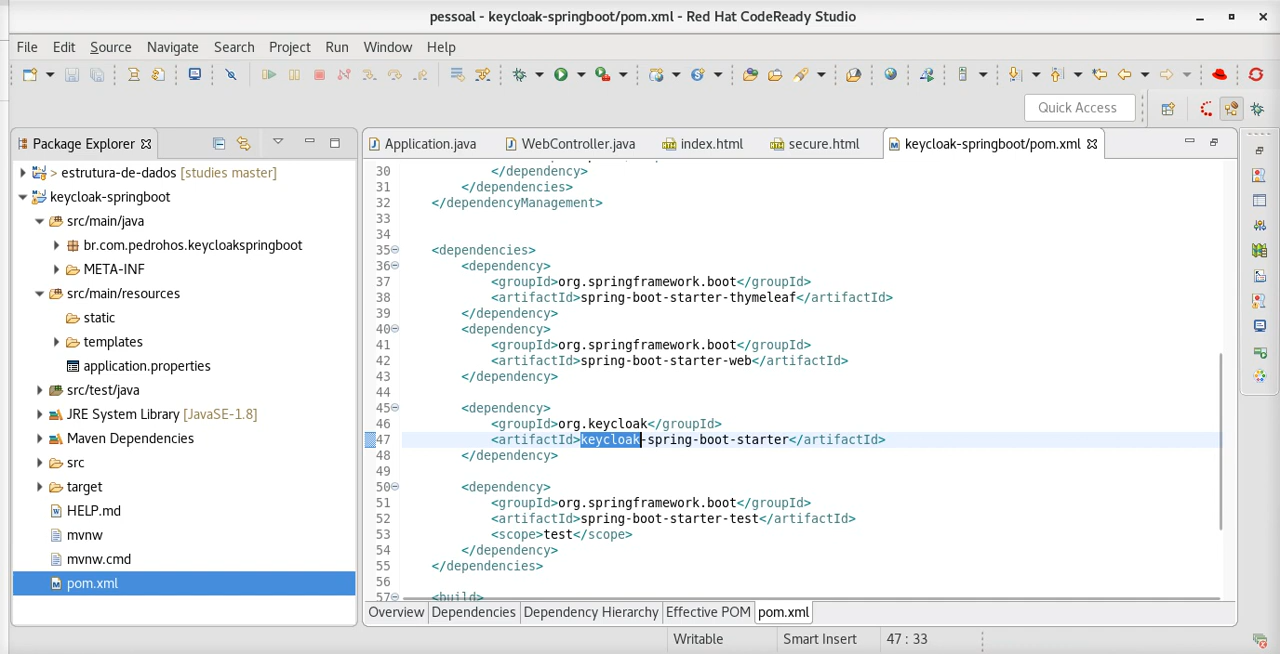 pessoal - keycloak-springboot/pom.xml - Red Hat CodeReady Studio
File Edit Source Navigate Search Project Run Window Help
Quick Access
Package Explorer
> estrutura-de-dados [studies master]
keycloak-springboot
src/main/java
br.com.pedrohos.keycloakspringboot
META-INF
src/main/resources
static
templates
application.properties
src/test/java
JRE System Library [JavaSE-1.8]
Maven Dependencies
src
target
HELP.md
mvnw
mvnw.cmd
pom.xml
Application.java WebController.java index.html secure.html keycloak-springboot/pom.xml
30 </dependency>
31 </dependencies>
32 </dependencyManagement>
33
34
35 <dependencies>
36 <dependency>
37 <groupId>org.springframework.boot</groupId>
38 <artifactId>spring-boot-starter-thymeleaf</artifactId>
39 </dependency>
40 <dependency>
41 <groupId>org.springframework.boot</groupId>
42 <artifactId>spring-boot-starter-web</artifactId>
43 </dependency>
44
45 <dependency>
46 <groupId>org.keycloak</groupId>
47 <artifactId>keycloak-spring-boot-starter</artifactId>
48 </dependency>
49
50 <dependency>
51 <groupId>org.springframework.boot</groupId>
52 <artifactId>spring-boot-starter-test</artifactId>
53 <scope>test</scope>
54 </dependency>
55 </dependencies>
56
57 <build>
Overview Dependencies Dependency Hierarchy Effective POM pom.xml
Writable Smart Insert 47 : 33